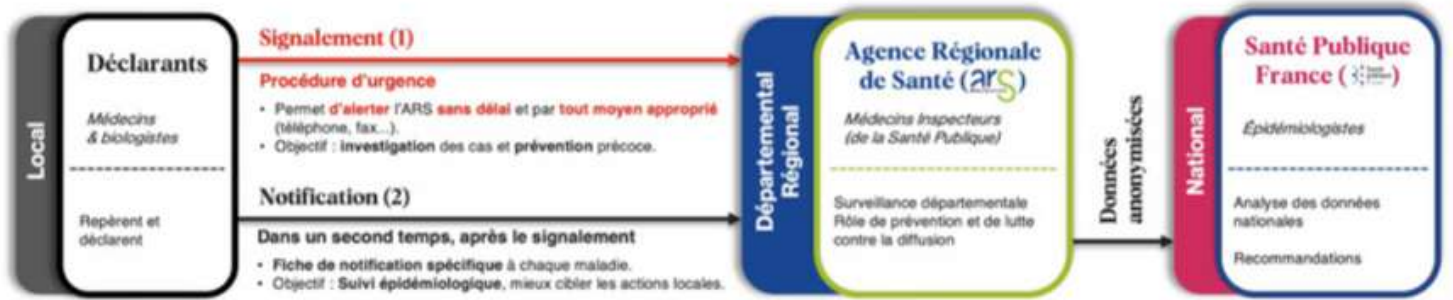 Local
Déclarants
Médecins
& biologistes
Repèrent et
déclarent
Signalement (1)
Procédure d'urgence
• Permet d'alerter l'ARS sans délai et par tout moyen approprié
(téléphone, fax...).
• Objectif : investigation des cas et prévention précoce.
Notification (2)
Dans un second temps, après le signalement
• Fiche de notification spécifique à chaque maladie.
• Objectif : Suivi épidémiologique, mieux cibler les actions locales.
Départemental
Régional
Agence Régionale
de Santé (ars)
Médecins Inspecteurs
(de la Santé Publique)
Surveillance départementale
Rôle de prévention et de lutte
contre la diffusion
Données
anonymisées
National
Santé Publique
France ( )
Épidémiologistes
Analyse des données
nationales
Recommandations